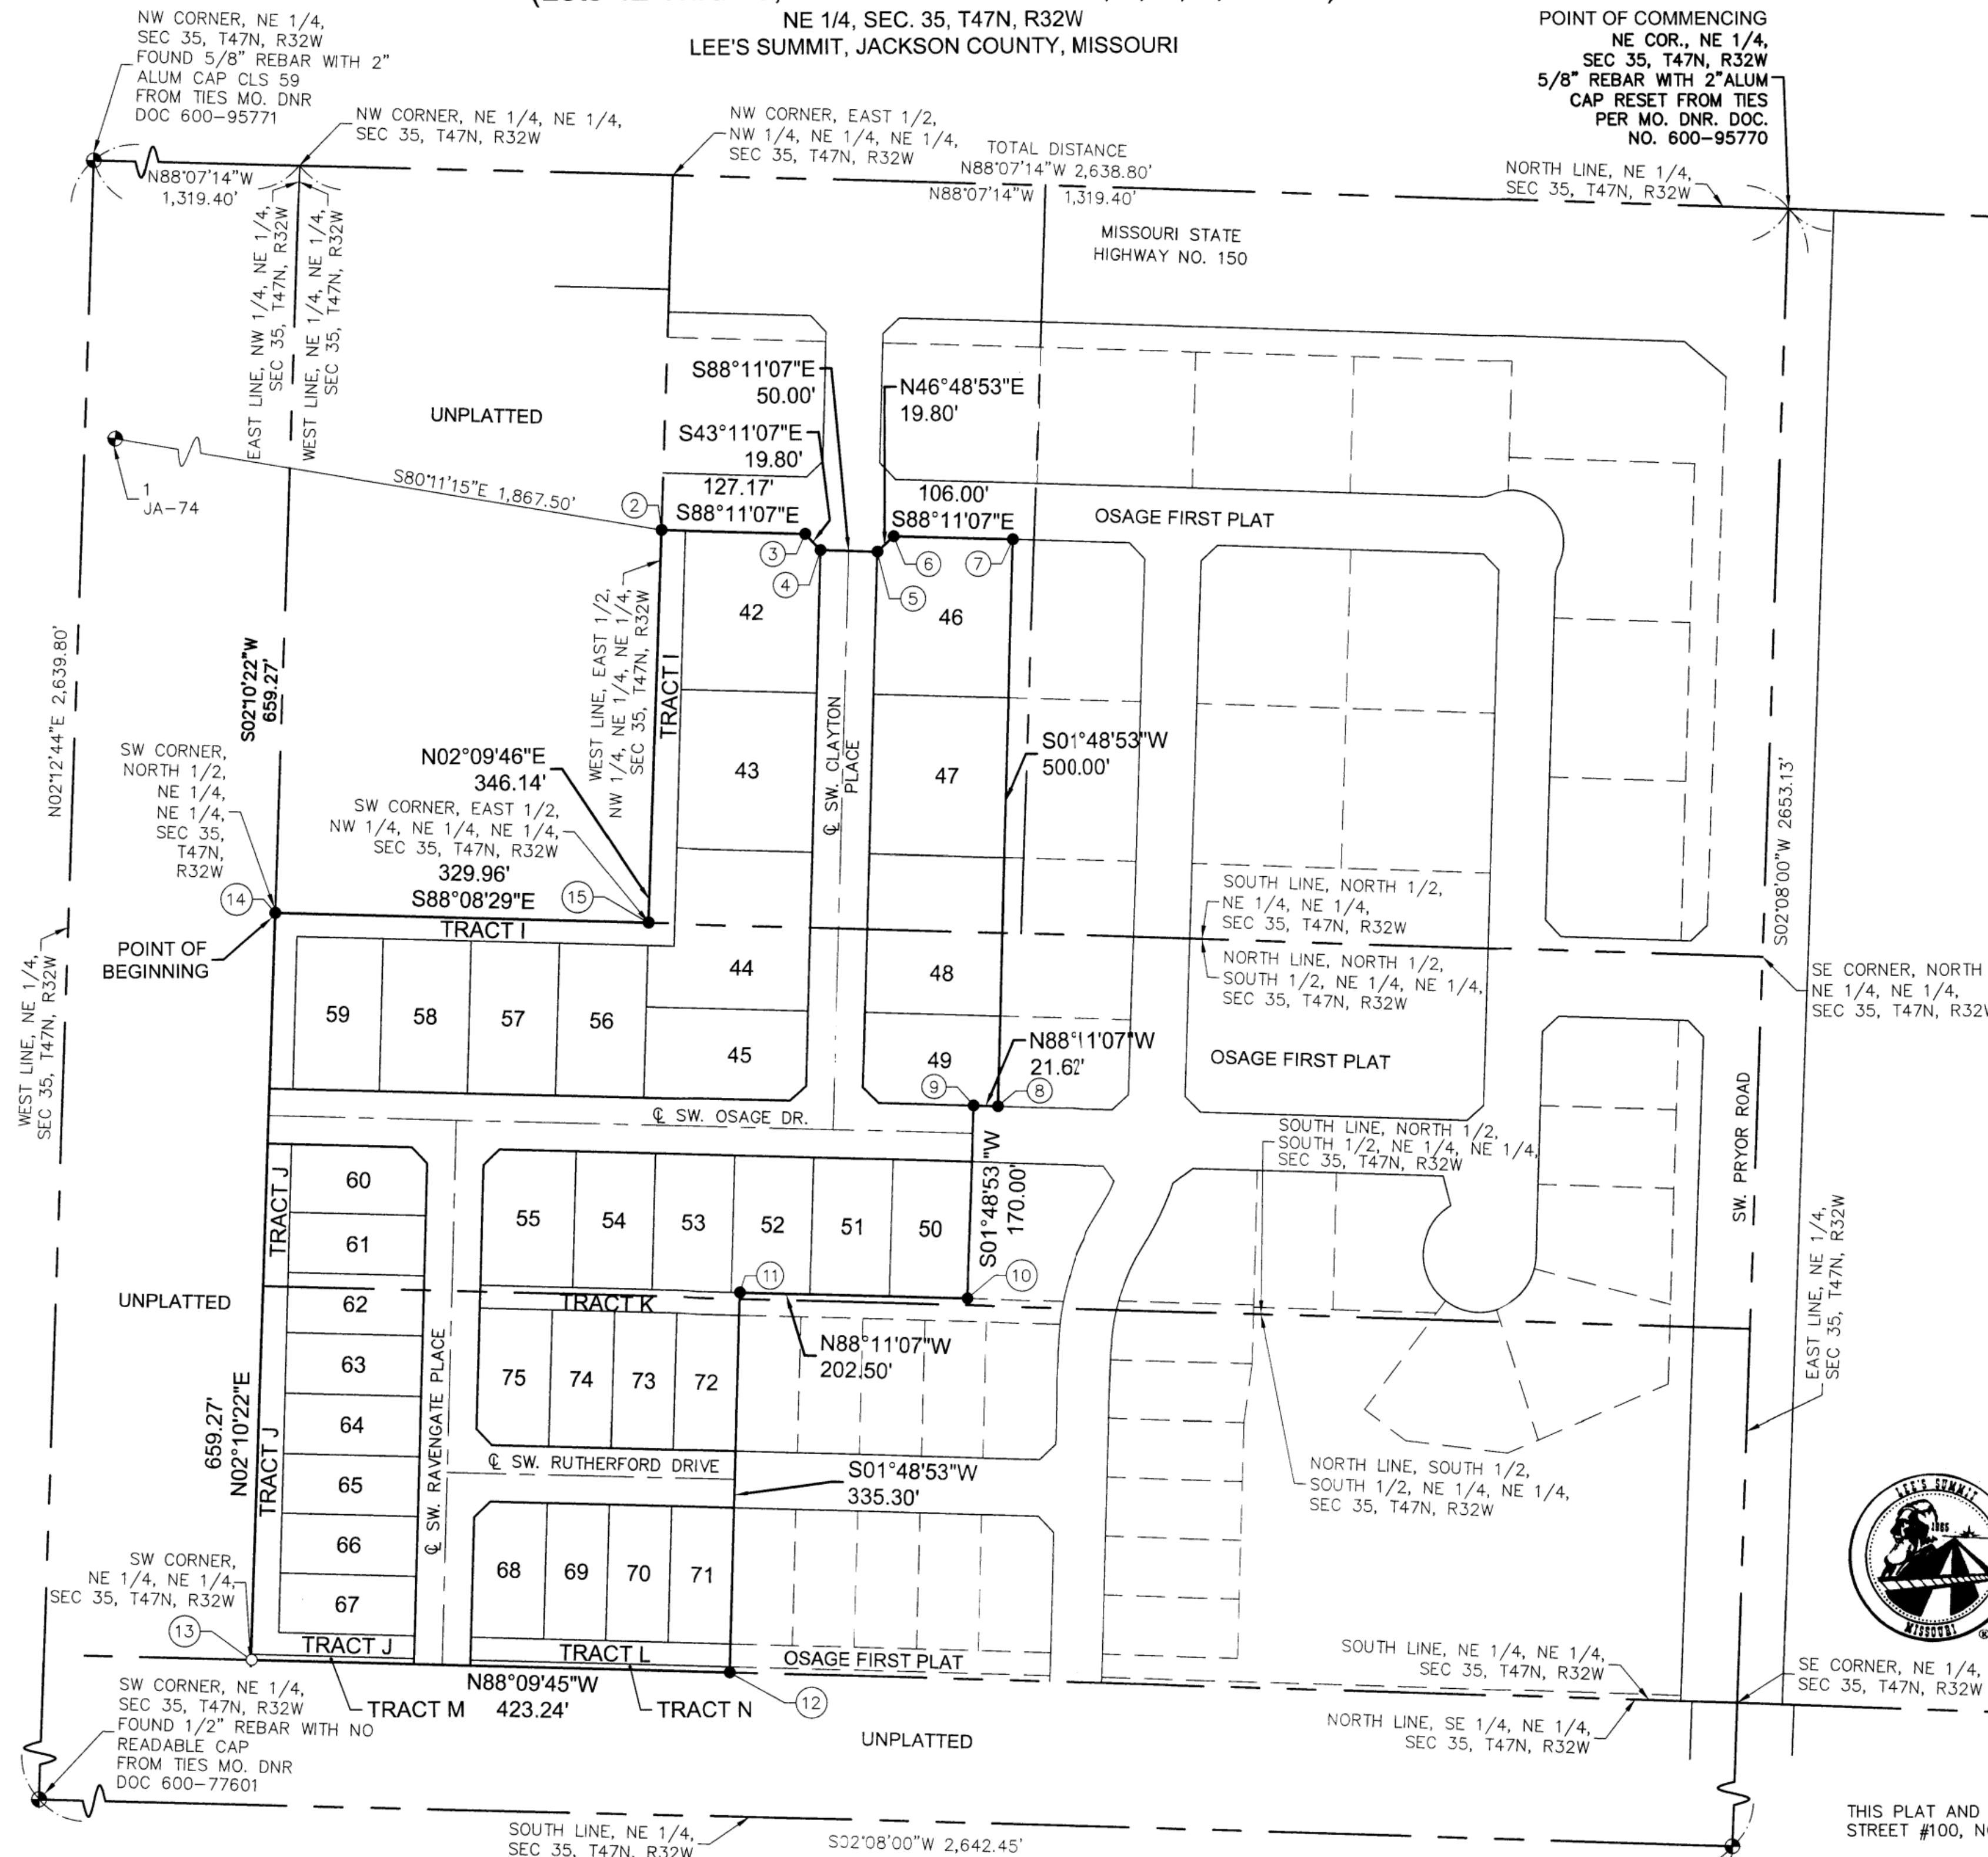 NE 1/4, SEC. 35, T47N, R32W
LEE'S SUMMIT, JACKSON COUNTY, MISSOURI
NW CORNER, NE 1/4,
SEC 35, T47N, R32W
FOUND 5/8" REBAR WITH 2"
ALUM CAP CLS 59
FROM TIES MO. DNR
DOC 600-95771
NW CORNER, NE 1/4, NE 1/4,
SEC 35, T47N, R32W
NW CORNER, EAST 1/2,
NW 1/4, NE 1/4, NE 1/4,
SEC 35, T47N, R32W
TOTAL DISTANCE
N88°07'14"W 2,638.80'
N88°07'14"W 1,319.40'
POINT OF COMMENCING
NE COR., NE 1/4,
SEC 35, T47N, R32W
5/8" REBAR WITH 2"ALUM
CAP RESET FROM TIES
PER MO. DNR. DOC.
NO. 600-95770
NORTH LINE, NE 1/4,
SEC 35, T47N, R32W
N88°07'14"W
1,319.40'
MISSOURI STATE
HIGHWAY NO. 150
EAST LINE, NW 1/4, NE 1/4,
SEC 35, T47N, R32W
WEST LINE, NE 1/4, NE 1/4,
SEC 35, T47N, R32W
UNPLATTED
S88°11'07"E
50.00'
N46°48'53"E
19.80'
S43°11'07"E
19.80'
127.17'
S88°11'07"E
106.00'
S88°11'07"E
OSAGE FIRST PLAT
1
JA-74
S80°11'15"E 1,867.50'
2
3
4
5
6
7
42
46
WEST LINE, EAST 1/2,
NW 1/4, NE 1/4, NE 1/4,
SEC 35, T47N, R32W
TRACT I
N02°12'44"E 2,639.80'
S02°10'22"W
659.27'
43
47
℄ SW. CLAYTON
PLACE
S01°48'53"W
500.00'
S02°08'00"W 2653.13'
SW CORNER,
NORTH 1/2,
NE 1/4,
NE 1/4,
SEC 35,
T47N,
R32W
N02°09'46"E
346.14'
SW CORNER, EAST 1/2,
NW 1/4, NE 1/4, NE 1/4,
SEC 35, T47N, R32W
329.96'
S88°08'29"E
14
15
TRACT I
POINT OF
BEGINNING
SOUTH LINE, NORTH 1/2,
NE 1/4, NE 1/4,
SEC 35, T47N, R32W
NORTH LINE, NORTH 1/2,
SOUTH 1/2, NE 1/4, NE 1/4,
SEC 35, T47N, R32W
SE CORNER, NORTH
NE 1/4, NE 1/4,
SEC 35, T47N, R32W
WEST LINE, NE 1/4,
SEC 35, T47N, R32W
59
58
57
56
44
48
45
49
N88°11'07"W
21.62'
9
8
OSAGE FIRST PLAT
℄ SW. OSAGE DR.
SOUTH LINE, NORTH 1/2,
SOUTH 1/2, NE 1/4, NE 1/4,
SEC 35, T47N, R32W
SW. PRYOR ROAD
EAST LINE, NE 1/4,
SEC 35, T47N, R32W
TRACT J
60
61
55
54
53
52
51
50
S01°48'53"W
170.00'
11
10
UNPLATTED
62
TRACT K
N88°11'07"W
202.50'
63
75
74
73
72
64
659.27'
N02°10'22"E
TRACT J
℄ SW. RAVENGATE PLACE
65
℄ SW. RUTHERFORD DRIVE
S01°48'53"W
335.30'
NORTH LINE, SOUTH 1/2,
SOUTH 1/2, NE 1/4, NE 1/4,
SEC 35, T47N, R32W
LEE'S SUMMIT
1865
MISSOURI
®
66
67
68
69
70
71
SW CORNER,
NE 1/4, NE 1/4,
SEC 35, T47N, R32W
13
TRACT J
TRACT L
OSAGE FIRST PLAT
SOUTH LINE, NE 1/4, NE 1/4,
SEC 35, T47N, R32W
SE CORNER, NE 1/4,
SEC 35, T47N, R32W
N88°09'45"W
423.24'
TRACT M
TRACT N
12
SW CORNER, NE 1/4,
SEC 35, T47N, R32W
FOUND 1/2" REBAR WITH NO
READABLE CAP
FROM TIES MO. DNR
DOC 600-77601
UNPLATTED
NORTH LINE, SE 1/4, NE 1/4,
SEC 35, T47N, R32W
SOUTH LINE, NE 1/4,
SEC 35, T47N, R32W
S02°08'00"W 2,642.45'
THIS PLAT AND
STREET #100,